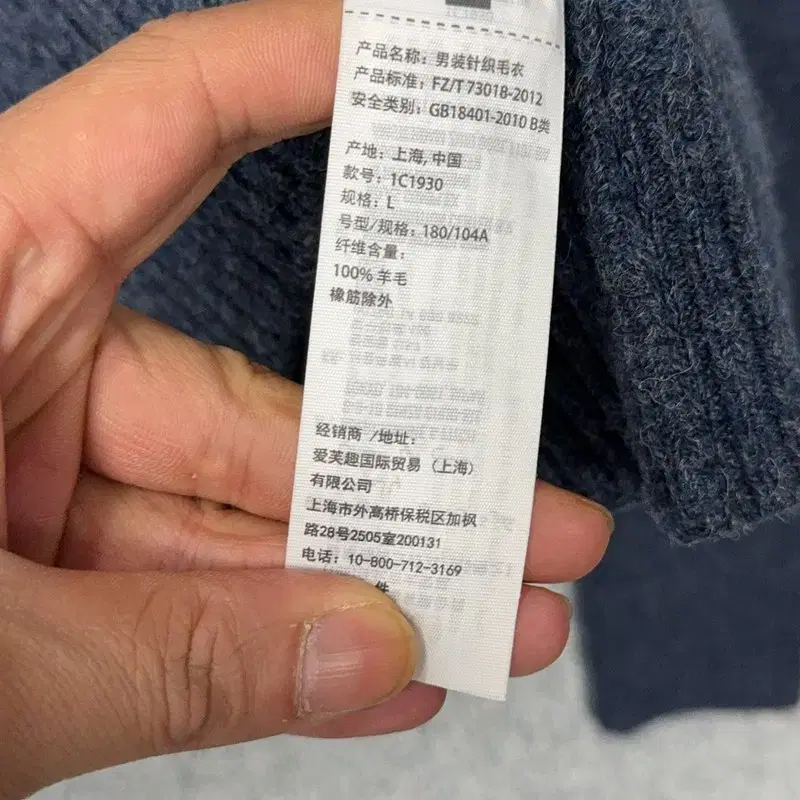 产品名称：男装针织毛衣
产品标准：FZ/T 73018-2012
安全类别：GB18401-2010 B类
产地：上海, 中国
款号：1C1930
规格：L
号型/规格：180/104A
纤维含量：
100% 羊毛
橡筋除外
经销商 /地址：
爱芙趣国际贸易（上海）
有限公司
上海市外高桥保税区加枫
路28号2505室200131
电话：10-800-712-3169
件